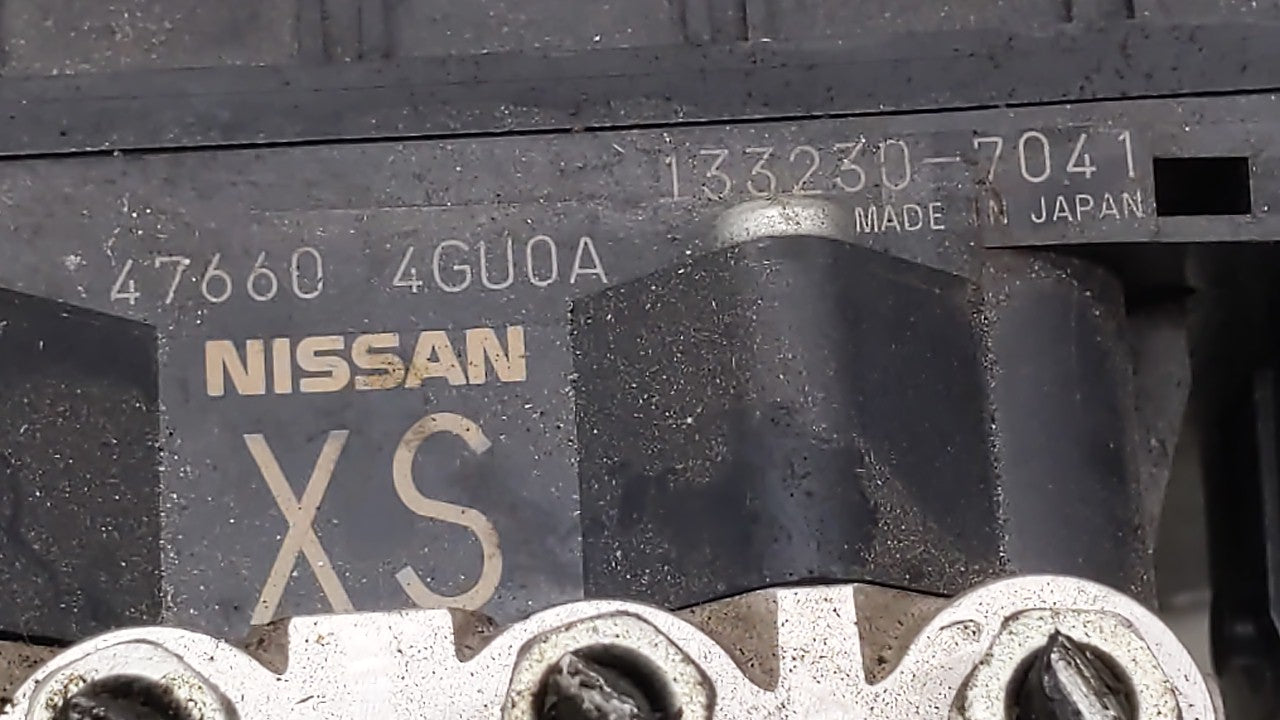 133230-7041
MADE IN JAPAN
47660 4GU0A
NISSAN
XS